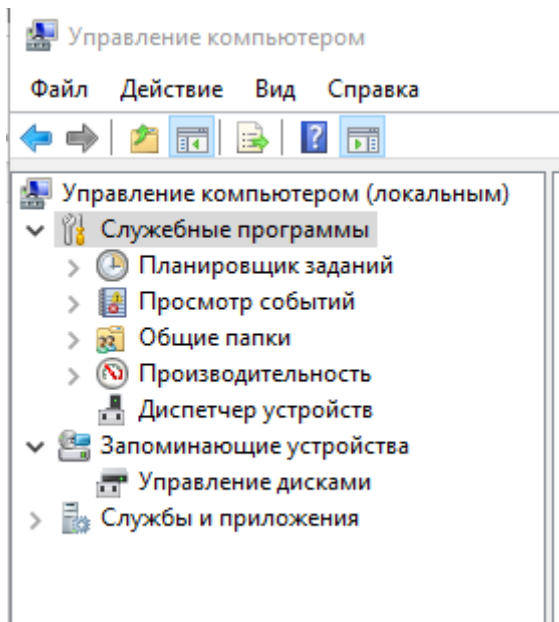 Управление компьютером
Файл Действие Вид Справка
Управление компьютером (локальным)
Служебные программы
Планировщик заданий
Просмотр событий
Общие папки
Производительность
Диспетчер устройств
Запоминающие устройства
Управление дисками
Службы и приложения